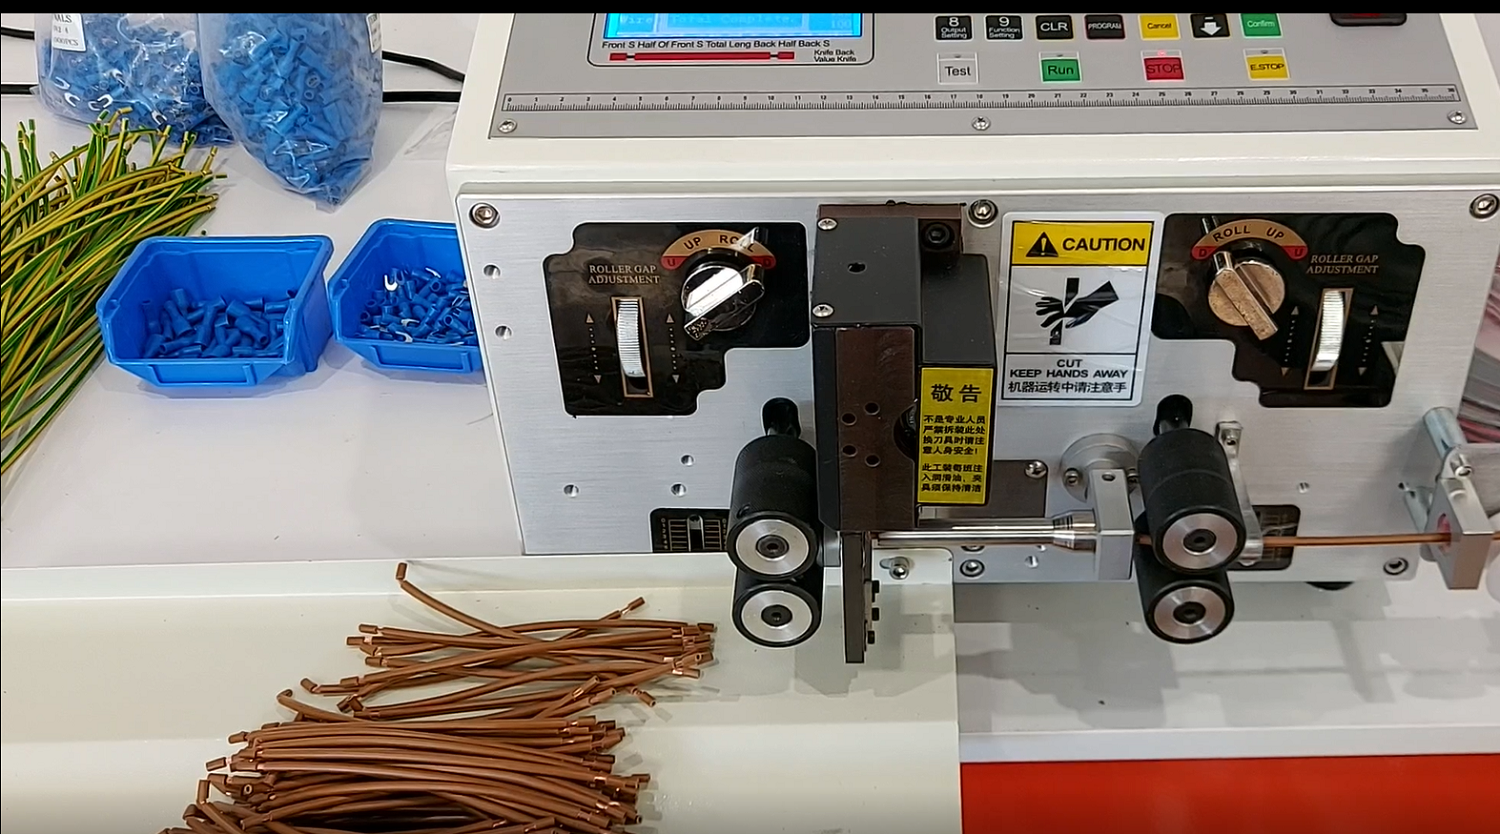 Total Complete.
100
8
Output
Setting
9
Function
Setting
CLR
PROGRAM
Cancel
Confirm
Front S Half Of Front S Total Leng Back Half Back S
Knife Back
Value Knife
Test
Run
STOP
E.STOP
0 1 2 3 4 5 6 7 8 9 10 11 12 13 14 15 16 17 18 19 20 21 22 23 24 25 26 27 28 29 30 31 32 33 34 35 36
UP ROLL
U D
ROLLER GAP
ADJUSTMENT
CAUTION
CUT
KEEP HANDS AWAY
机器运转中请注意手
ROLL UP
D U
ROLLER GAP
ADJUSTMENT
敬告
不是专业人员
严禁拆装此处
换刀具时请注
意人身安全!
此工装每班注
入润滑油,夹
具须保持清洁